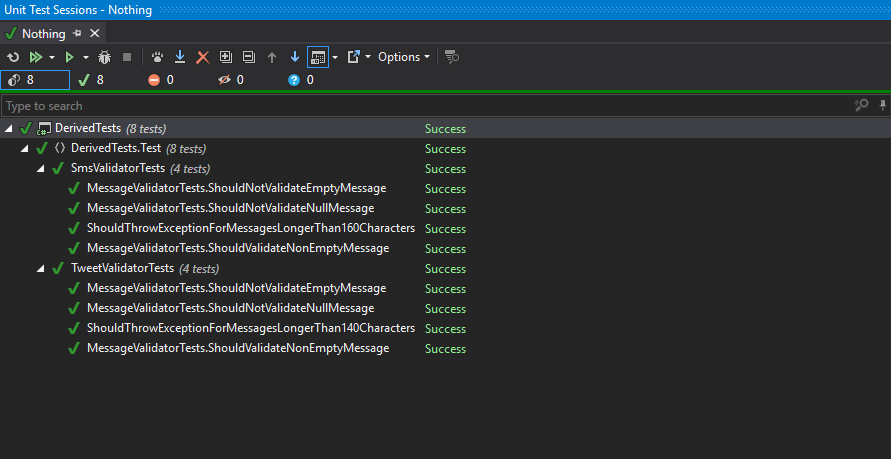 Unit Test Sessions - Nothing
Nothing
Options
8 8 0 0 0
Type to search
DerivedTests (8 tests) Success
DerivedTests.Test (8 tests) Success
SmsValidatorTests (4 tests) Success
MessageValidatorTests.ShouldNotValidateEmptyMessage Success
MessageValidatorTests.ShouldNotValidateNullMessage Success
ShouldThrowExceptionForMessagesLongerThan160Characters Success
MessageValidatorTests.ShouldValidateNonEmptyMessage Success
TweetValidatorTests (4 tests) Success
MessageValidatorTests.ShouldNotValidateEmptyMessage Success
MessageValidatorTests.ShouldNotValidateNullMessage Success
ShouldThrowExceptionForMessagesLongerThan140Characters Success
MessageValidatorTests.ShouldValidateNonEmptyMessage Success